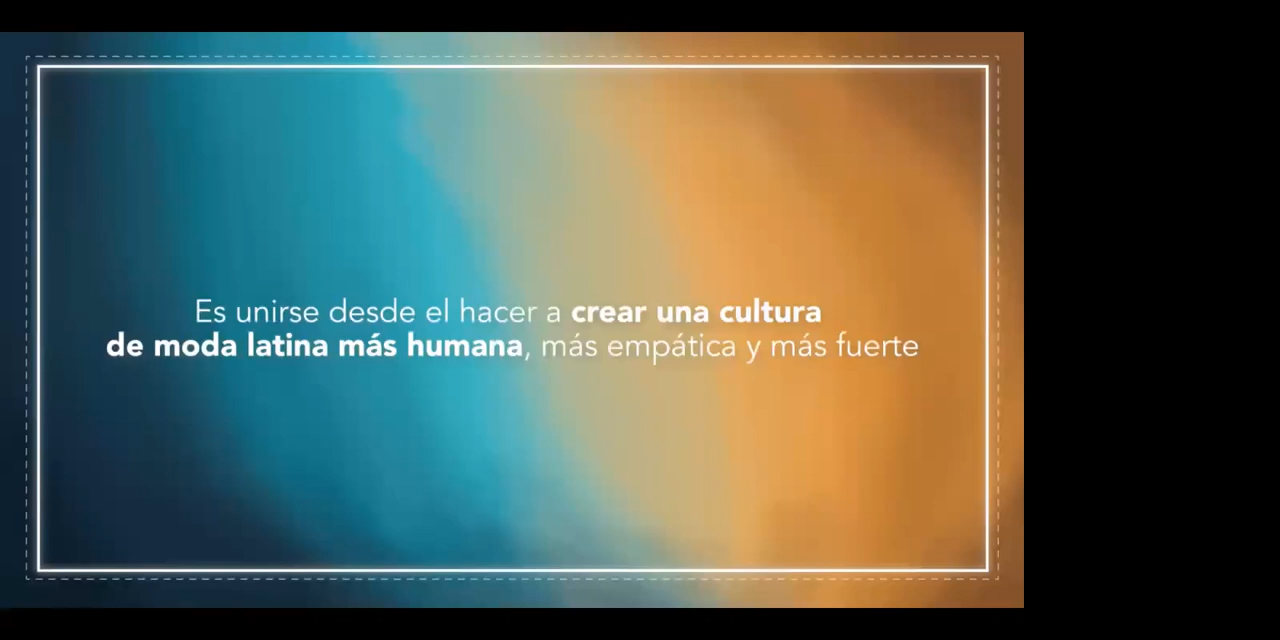 Es unirse desde el hacer a crear una cultura
de moda latina más humana, más empática y más fuerte